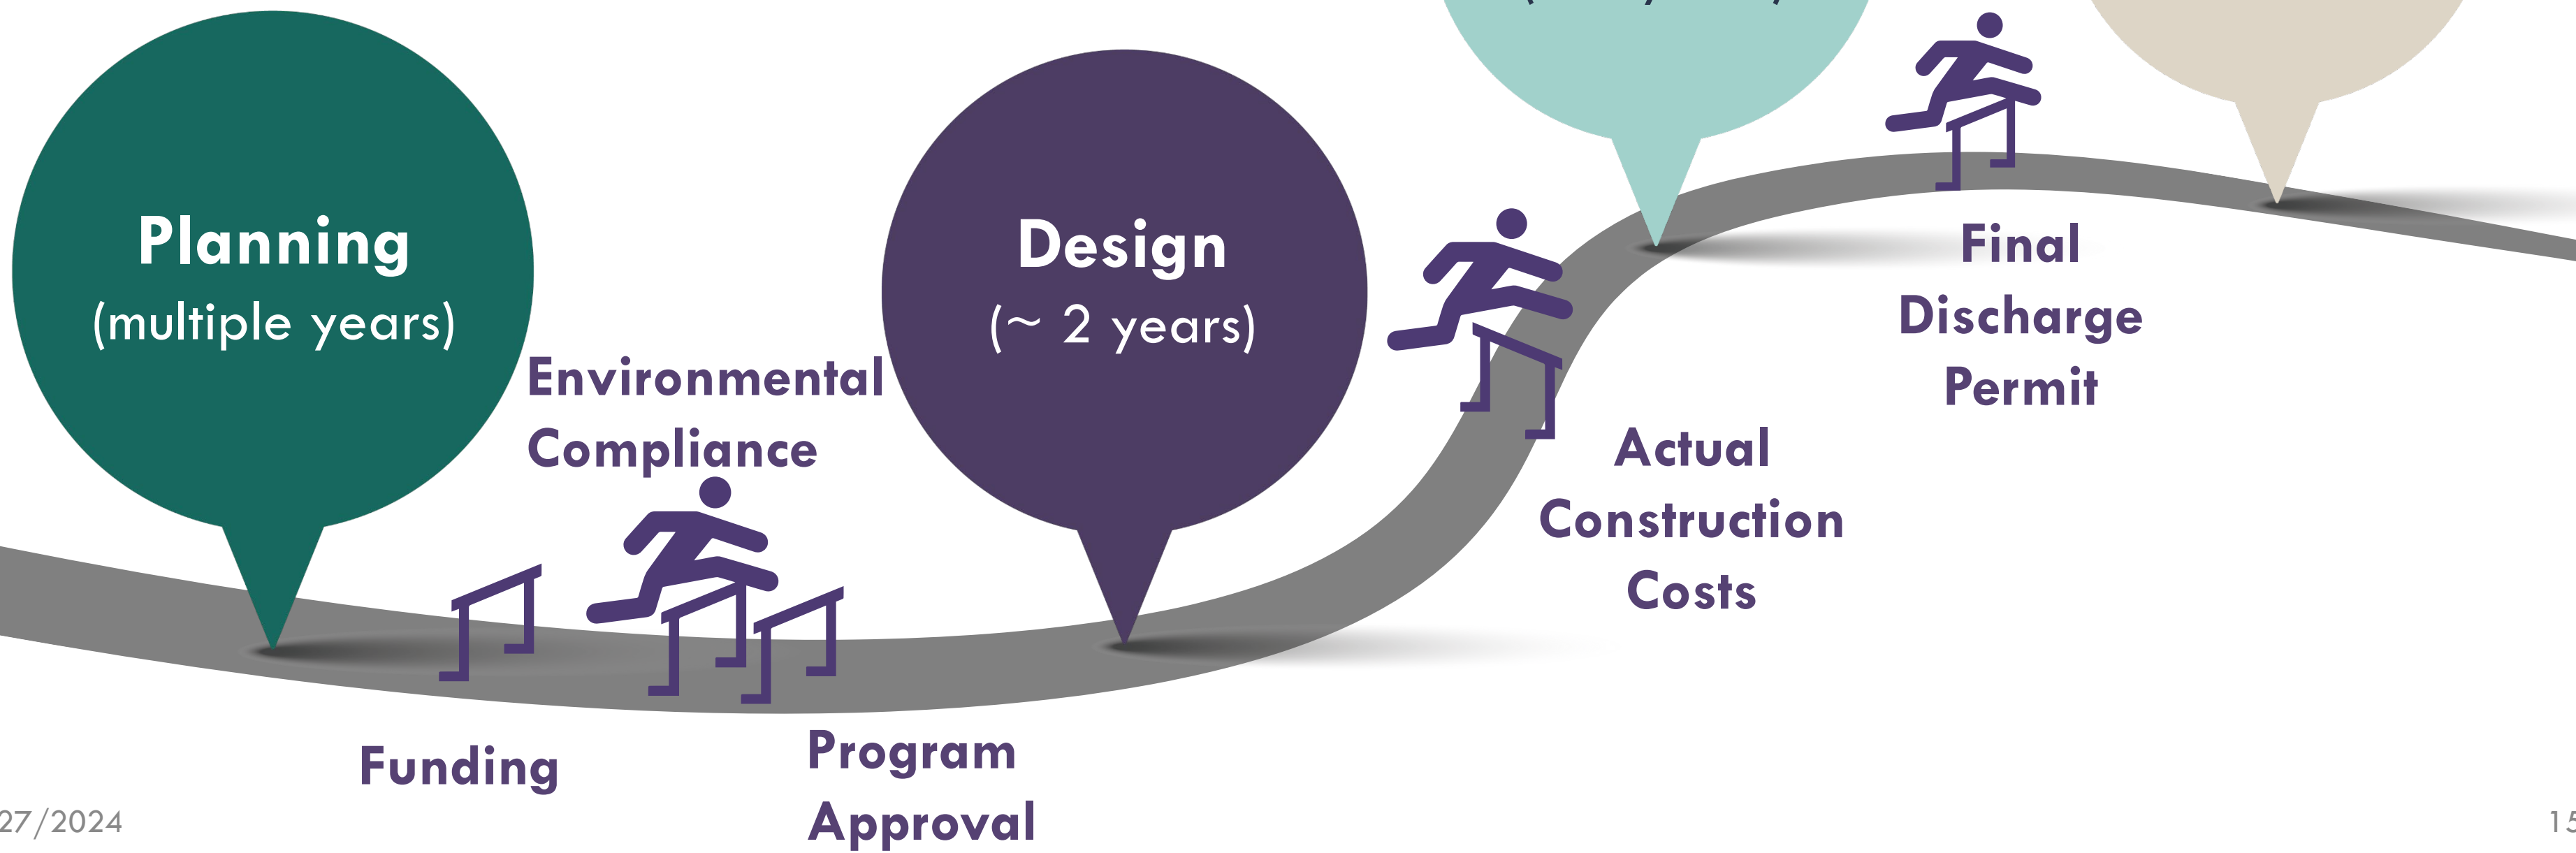 Planning
(multiple years)
Environmental
Compliance
Design
(~ 2 years)
Funding
Program
Approval
Actual
Construction
Costs
Final
Discharge
Permit
27/2024
15